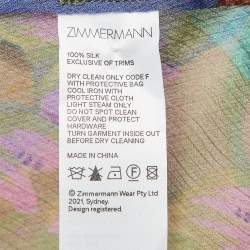 ZIMMERMANN
100% SILK
EXCLUSIVE OF TRIMS
DRY CLEAN ONLY CODE F
WITH PROTECTIVE BAG
COOL IRON WITH
PROTECTIVE CLOTH
LIGHT STEAM ONLY
DO NOT SPOT CLEAN
COVER AND PROTECT
HARDWARE
TURN GARMENT INSIDE OUT
BEFORE DRY CLEANING
MADE IN CHINA
© Zimmermann Wear Pty Ltd
2021, Sydney.
Design registered.